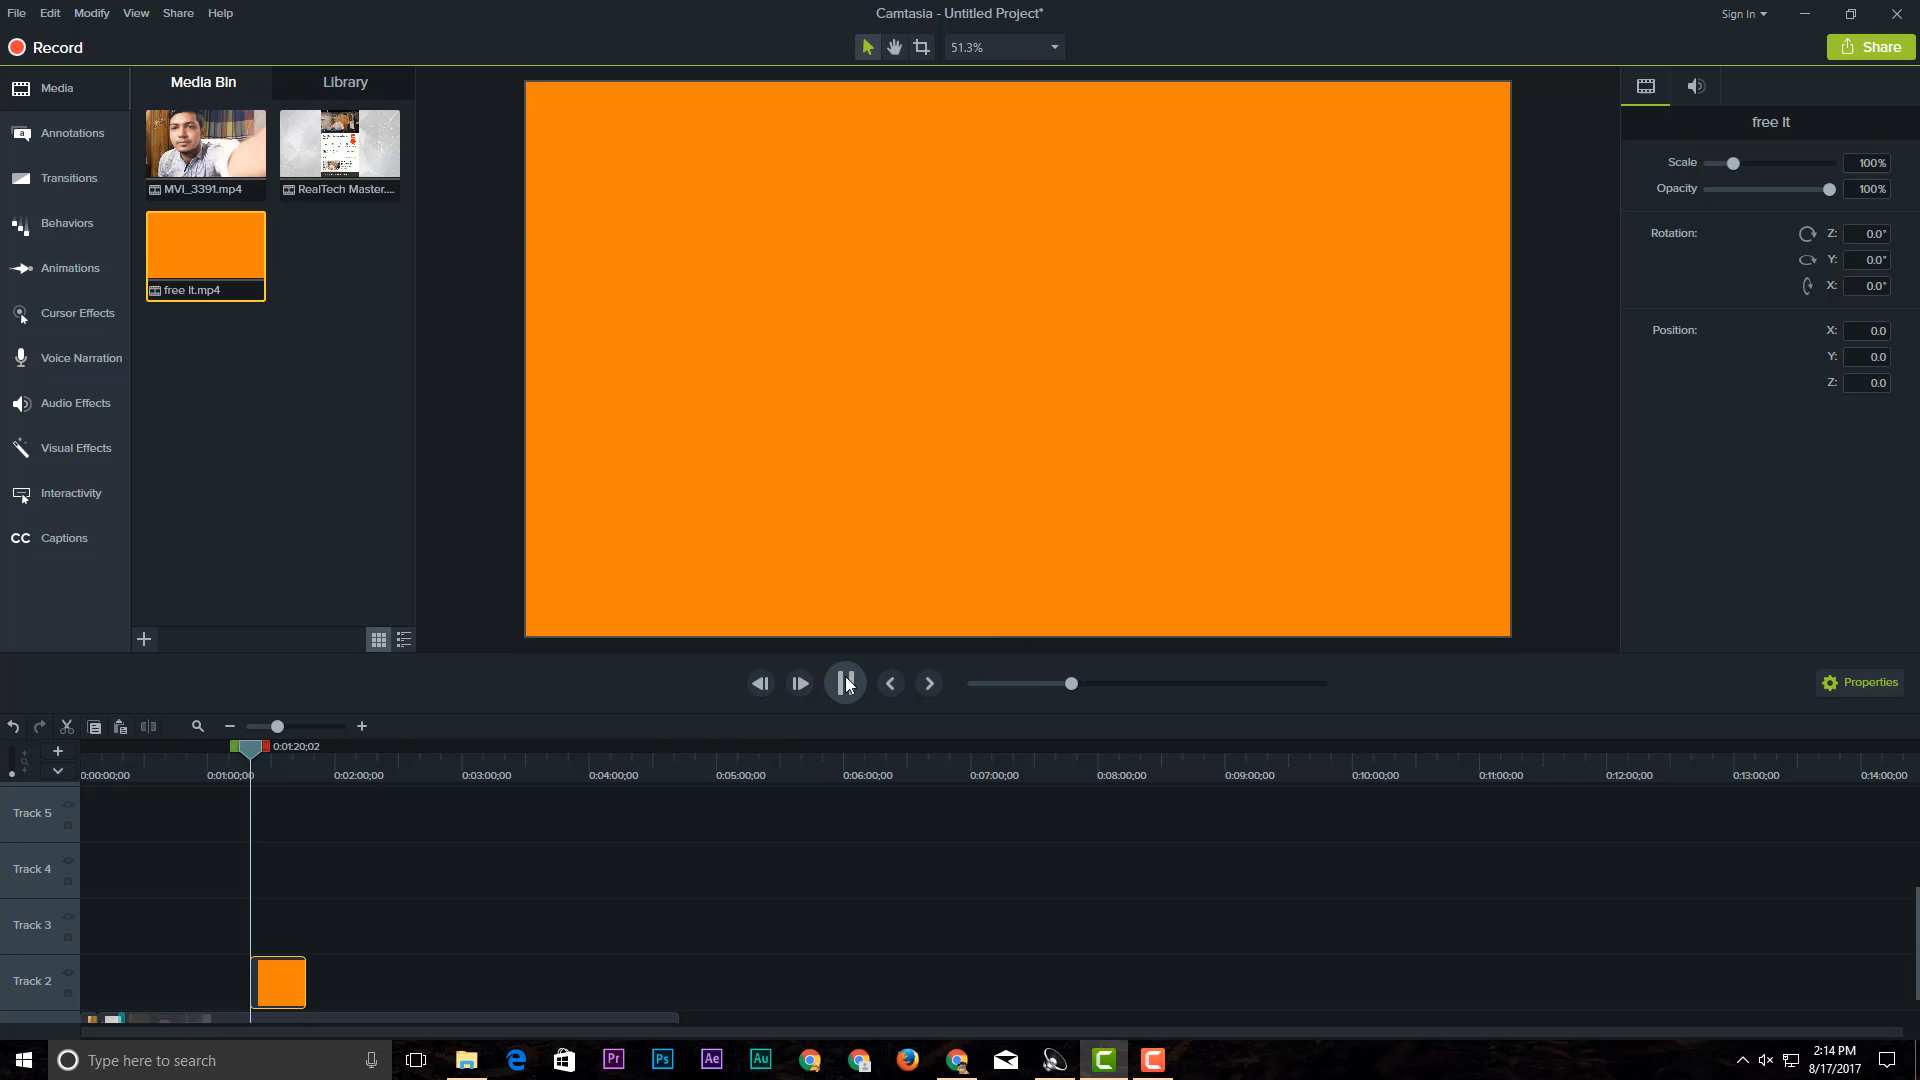 File Edit Modify View Share Help
Camtasia - Untitled Project*
Sign In
Record
51.3%
Share
Media
Media Bin
Library
Annotations
Transitions
Behaviors
Animations
Cursor Effects
Voice Narration
Audio Effects
Visual Effects
Interactivity
CC Captions
MVI_3391.mp4
RealTech Master....
free lt.mp4
free lt
Scale 100%
Opacity 100%
Rotation: Z: 0.0°
Y: 0.0°
X: 0.0°
Position: X: 0.0
Y: 0.0
Z: 0.0
Properties
0:01:20;02
0:00:00;00 0:01:00;00 0:02:00;00 0:03:00;00 0:04:00;00 0:05:00;00 0:06:00;00 0:07:00;00 0:08:00;00 0:09:00;00 0:10:00;00 0:11:00;00 0:12:00;00 0:13:00;00 0:14:00;00
Track 5
Track 4
Track 3
Track 2
Type here to search
Pr Ps Ae Au
2:14 PM
8/17/2017